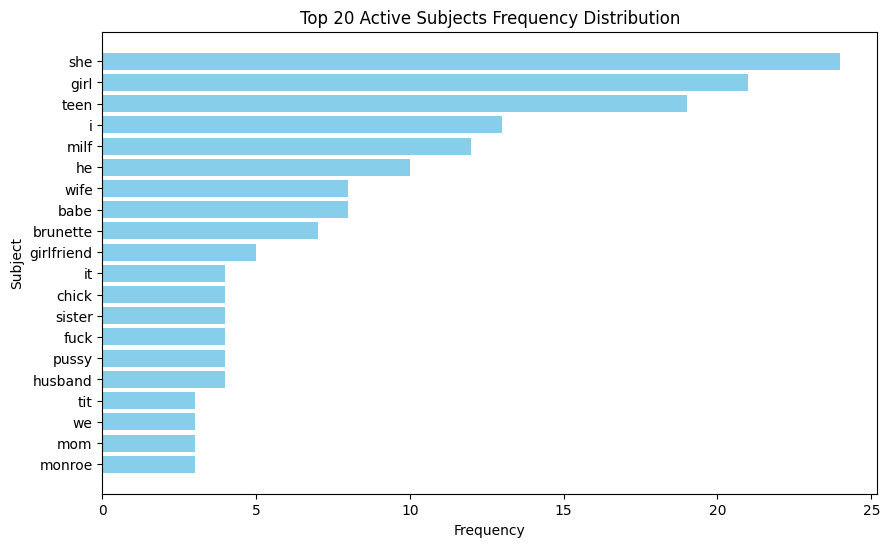 Top 20 Active Subjects Frequency Distribution
she
girl
teen
i
milf
he
wife
babe
brunette
girlfriend
it
chick
sister
fuck
pussy
husband
tit
we
mom
monroe
Subject
0 5 10 15 20 25
Frequency